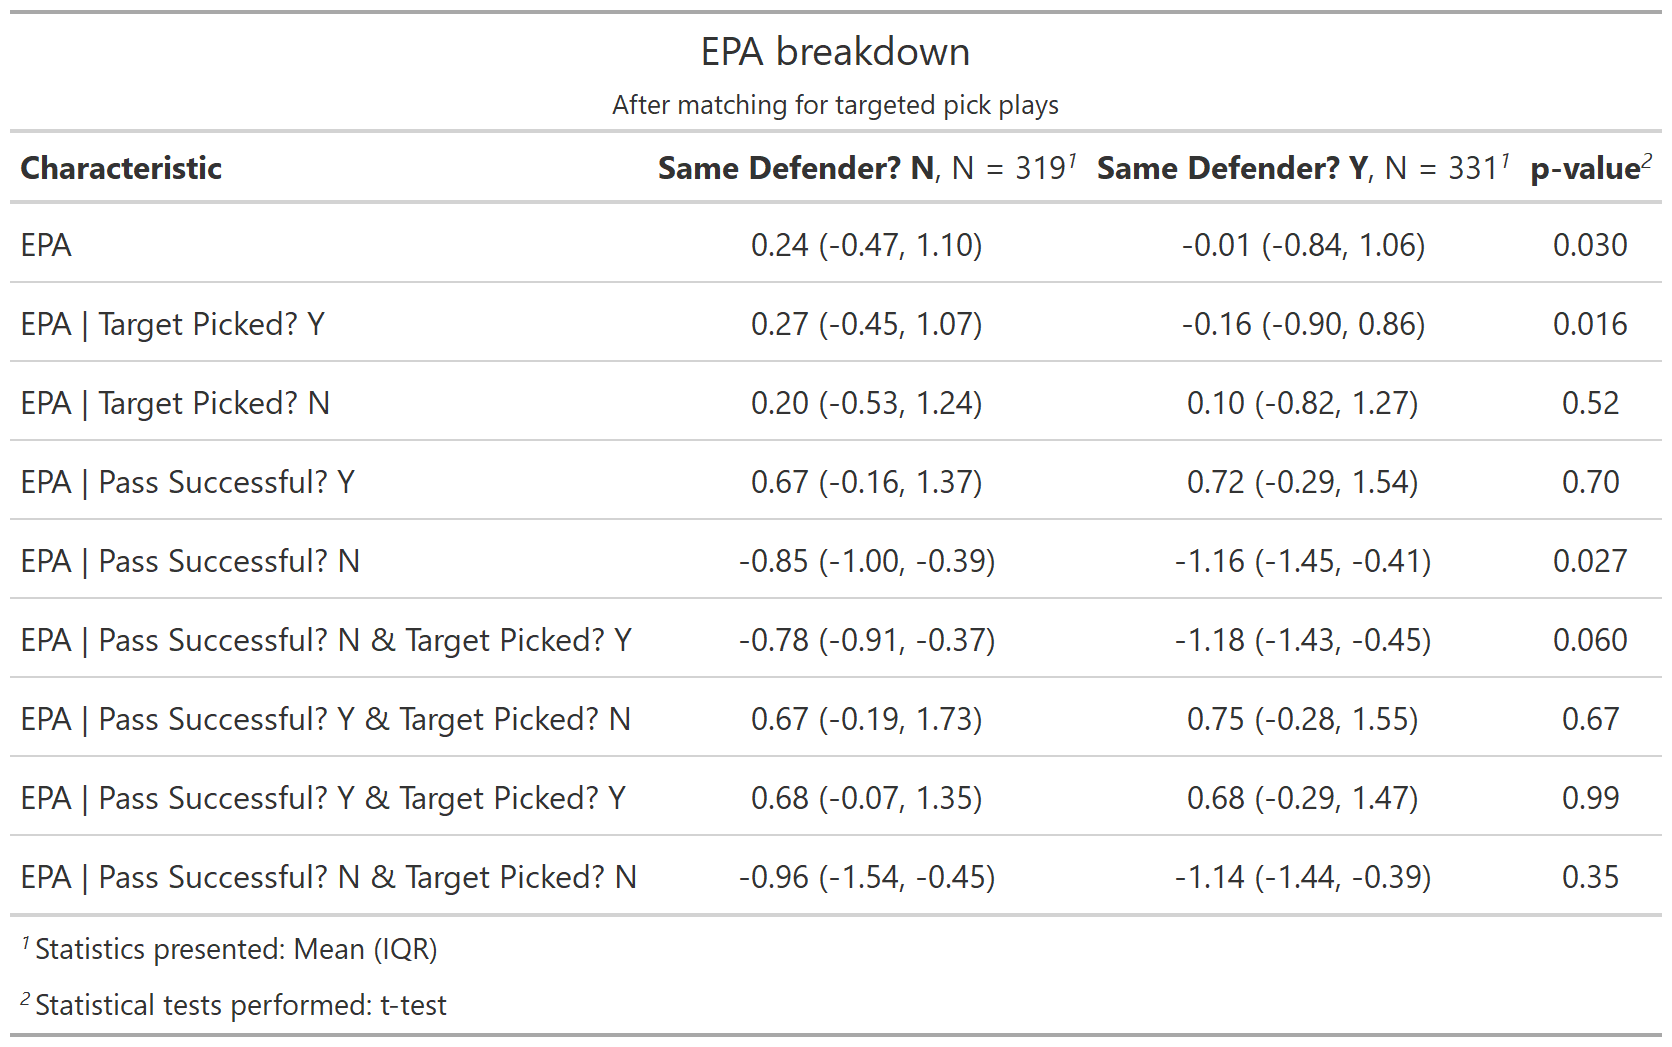 EPA breakdown
After matching for targeted pick plays
Characteristic Same Defender? N, N = 319¹ Same Defender? Y, N = 331¹ p-value²
EPA 0.24 (-0.47, 1.10) -0.01 (-0.84, 1.06) 0.030
EPA | Target Picked? Y 0.27 (-0.45, 1.07) -0.16 (-0.90, 0.86) 0.016
EPA | Target Picked? N 0.20 (-0.53, 1.24) 0.10 (-0.82, 1.27) 0.52
EPA | Pass Successful? Y 0.67 (-0.16, 1.37) 0.72 (-0.29, 1.54) 0.70
EPA | Pass Successful? N -0.85 (-1.00, -0.39) -1.16 (-1.45, -0.41) 0.027
EPA | Pass Successful? N & Target Picked? Y -0.78 (-0.91, -0.37) -1.18 (-1.43, -0.45) 0.060
EPA | Pass Successful? Y & Target Picked? N 0.67 (-0.19, 1.73) 0.75 (-0.28, 1.55) 0.67
EPA | Pass Successful? Y & Target Picked? Y 0.68 (-0.07, 1.35) 0.68 (-0.29, 1.47) 0.99
EPA | Pass Successful? N & Target Picked? N -0.96 (-1.54, -0.45) -1.14 (-1.44, -0.39) 0.35
¹ Statistics presented: Mean (IQR)
² Statistical tests performed: t-test